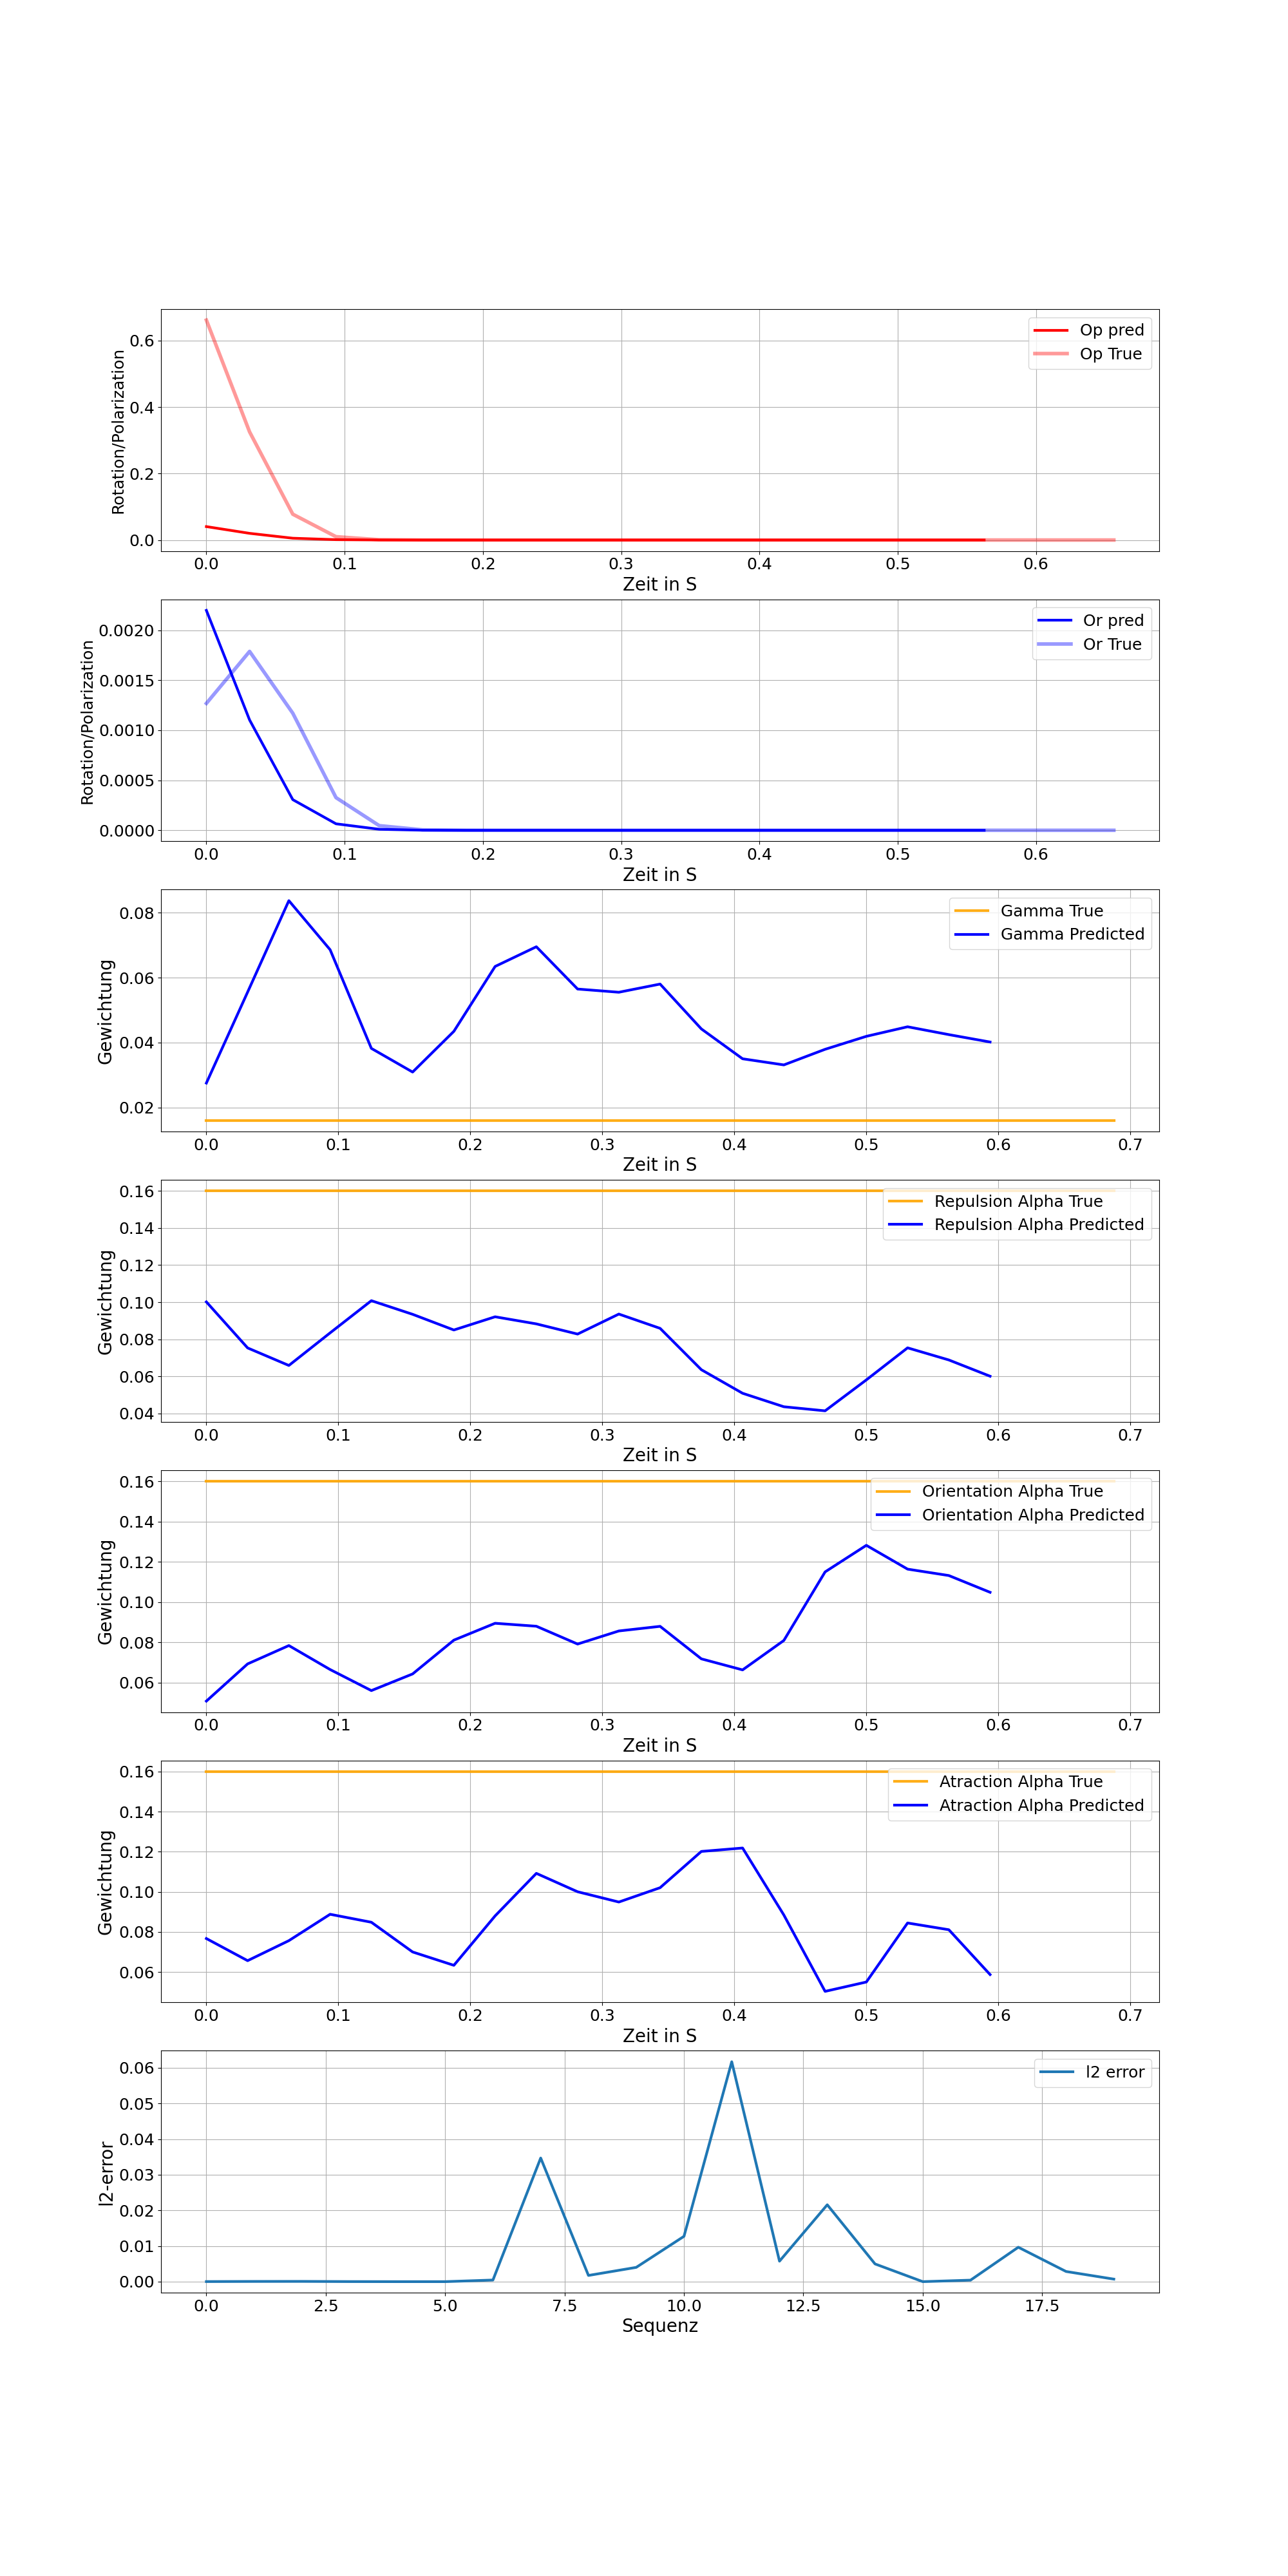 Rotation/Polarization
0.6
0.4
0.2
0.0
Op pred
Op True
0.0 0.1 0.2 0.3 0.4 0.5 0.6
Zeit in S
Rotation/Polarization
0.0020
0.0015
0.0010
0.0005
0.0000
Or pred
Or True
0.0 0.1 0.2 0.3 0.4 0.5 0.6
Zeit in S
Gewichtung
0.08
0.06
0.04
0.02
Gamma True
Gamma Predicted
0.0 0.1 0.2 0.3 0.4 0.5 0.6 0.7
Zeit in S
Gewichtung
0.16
0.14
0.12
0.10
0.08
0.06
0.04
Repulsion Alpha True
Repulsion Alpha Predicted
0.0 0.1 0.2 0.3 0.4 0.5 0.6 0.7
Zeit in S
Gewichtung
0.16
0.14
0.12
0.10
0.08
0.06
Orientation Alpha True
Orientation Alpha Predicted
0.0 0.1 0.2 0.3 0.4 0.5 0.6 0.7
Zeit in S
Gewichtung
0.16
0.14
0.12
0.10
0.08
0.06
Atraction Alpha True
Atraction Alpha Predicted
0.0 0.1 0.2 0.3 0.4 0.5 0.6 0.7
Zeit in S
l2-error
0.06
0.05
0.04
0.03
0.02
0.01
0.00
l2 error
0.0 2.5 5.0 7.5 10.0 12.5 15.0 17.5
Sequenz